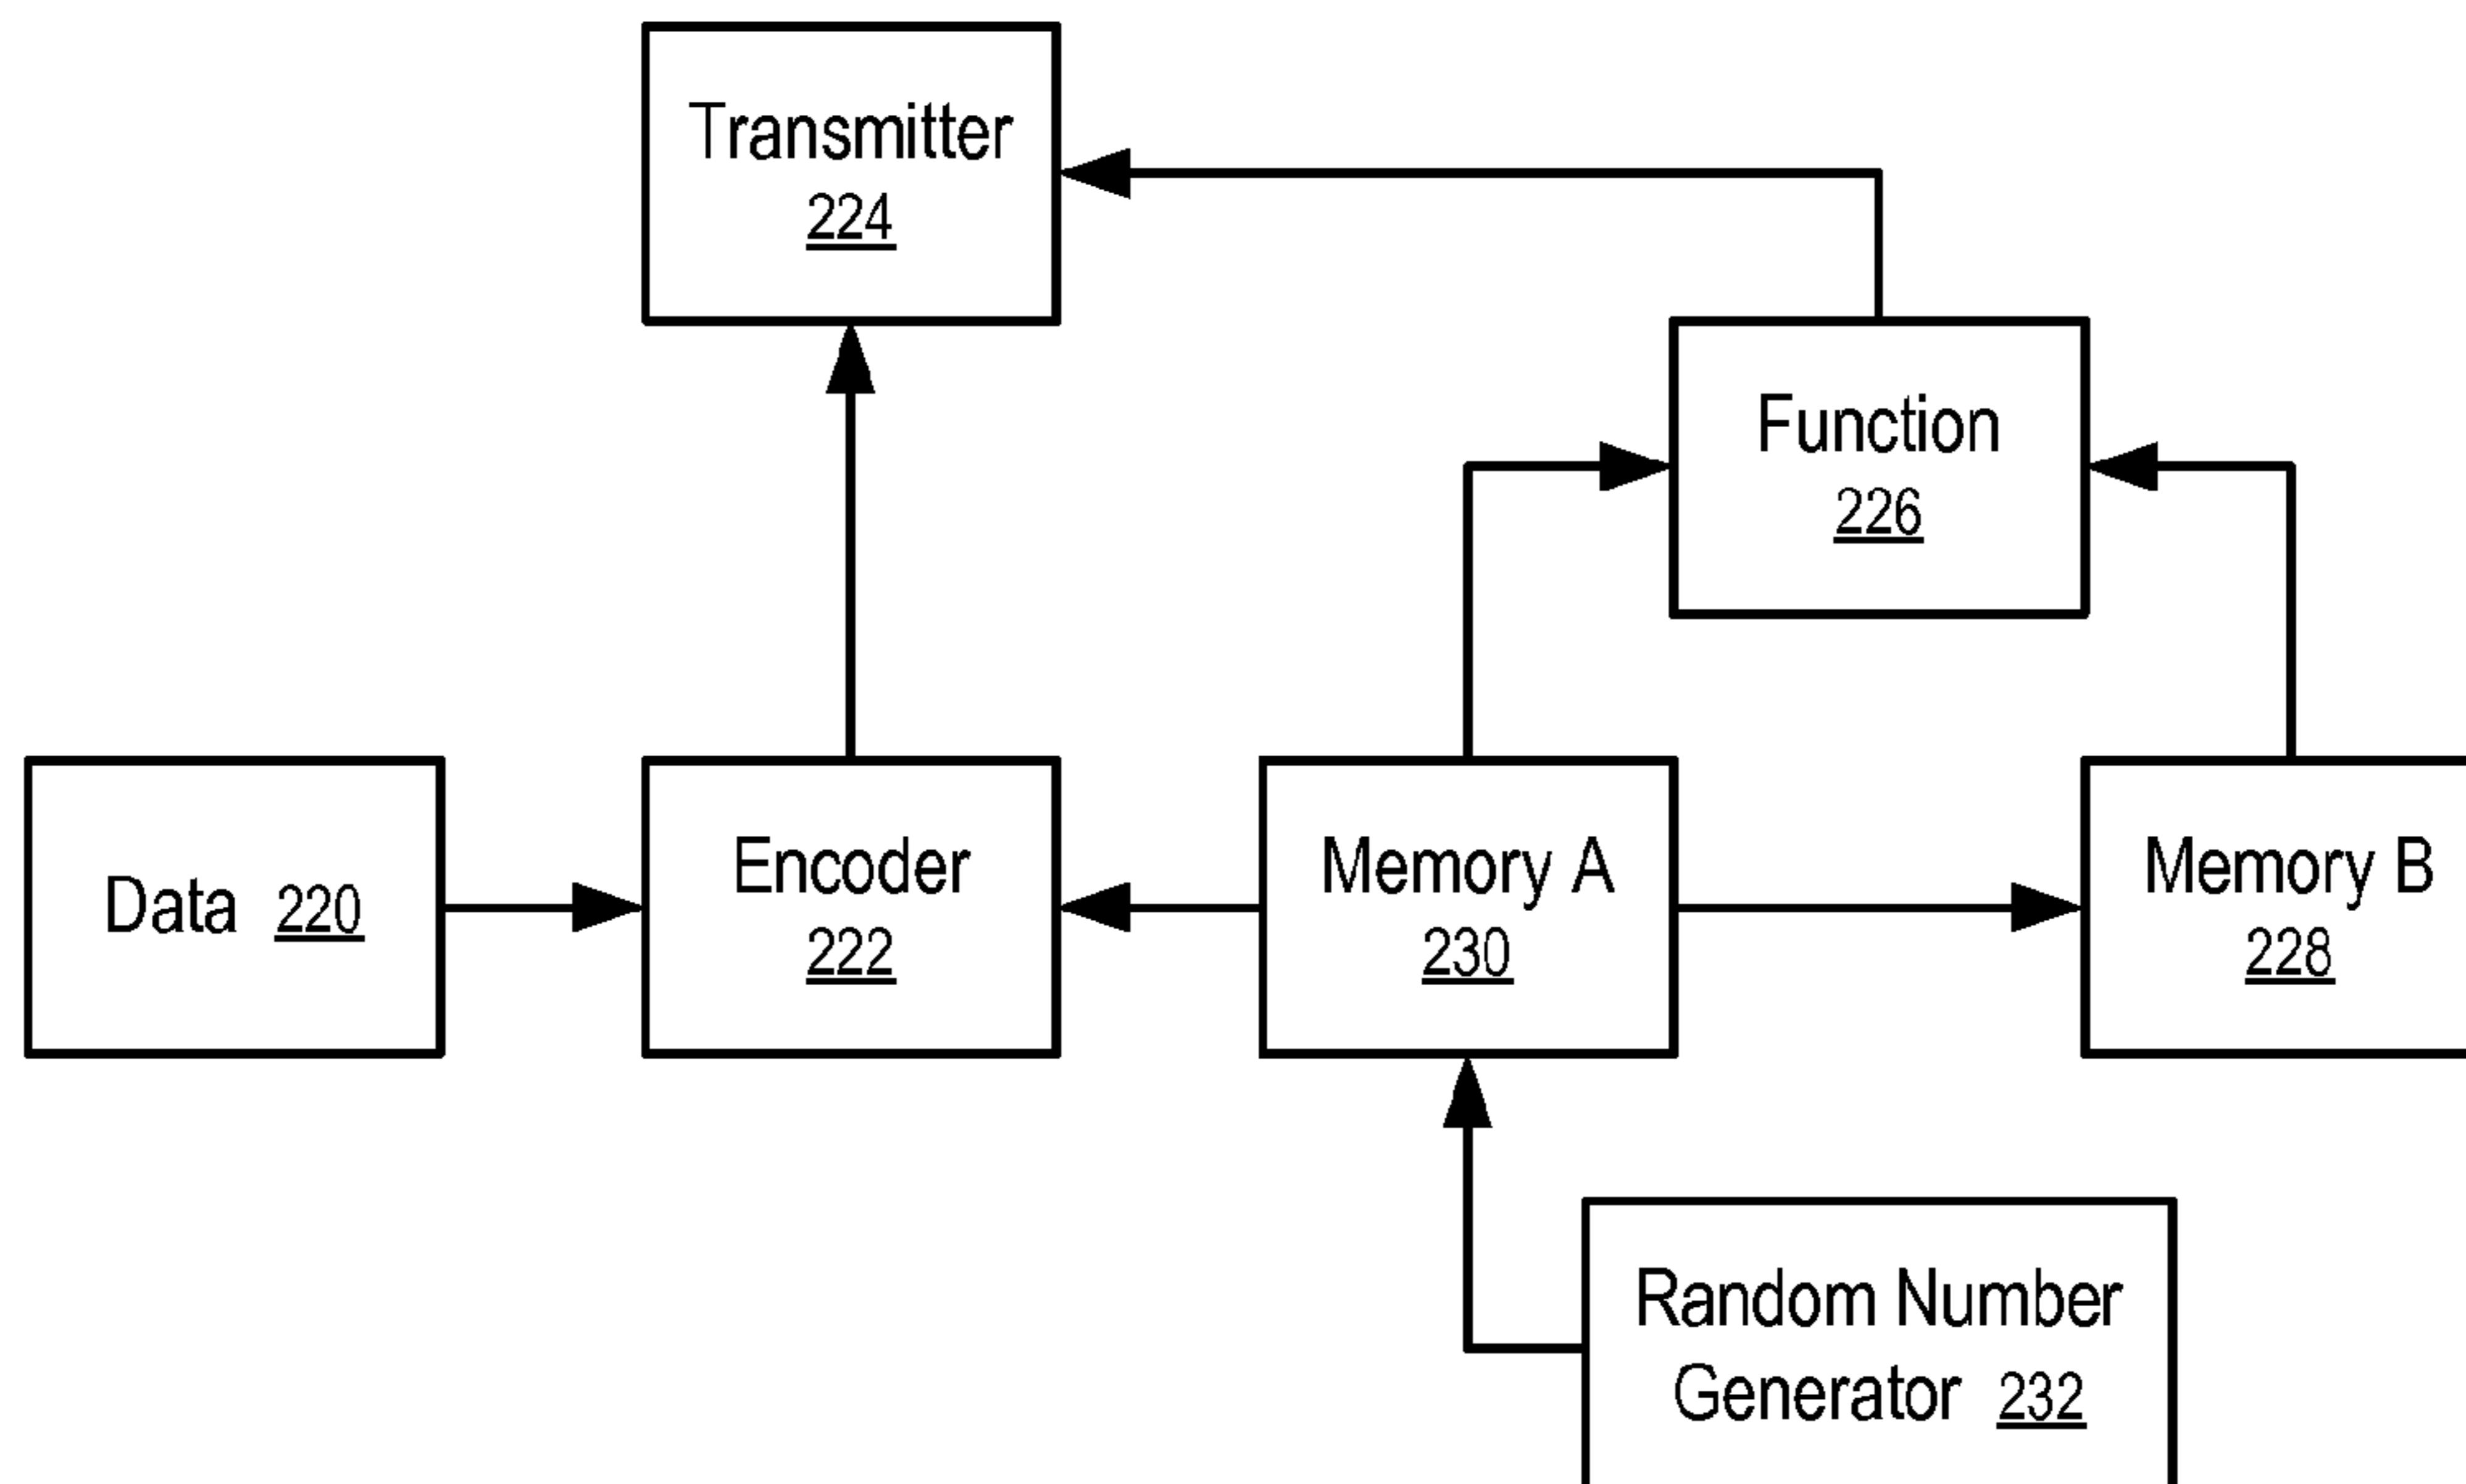 Transmitter
224
Function
226
Data 220
Encoder
222
Memory A
230
Memory B
228
Random Number
Generator 232